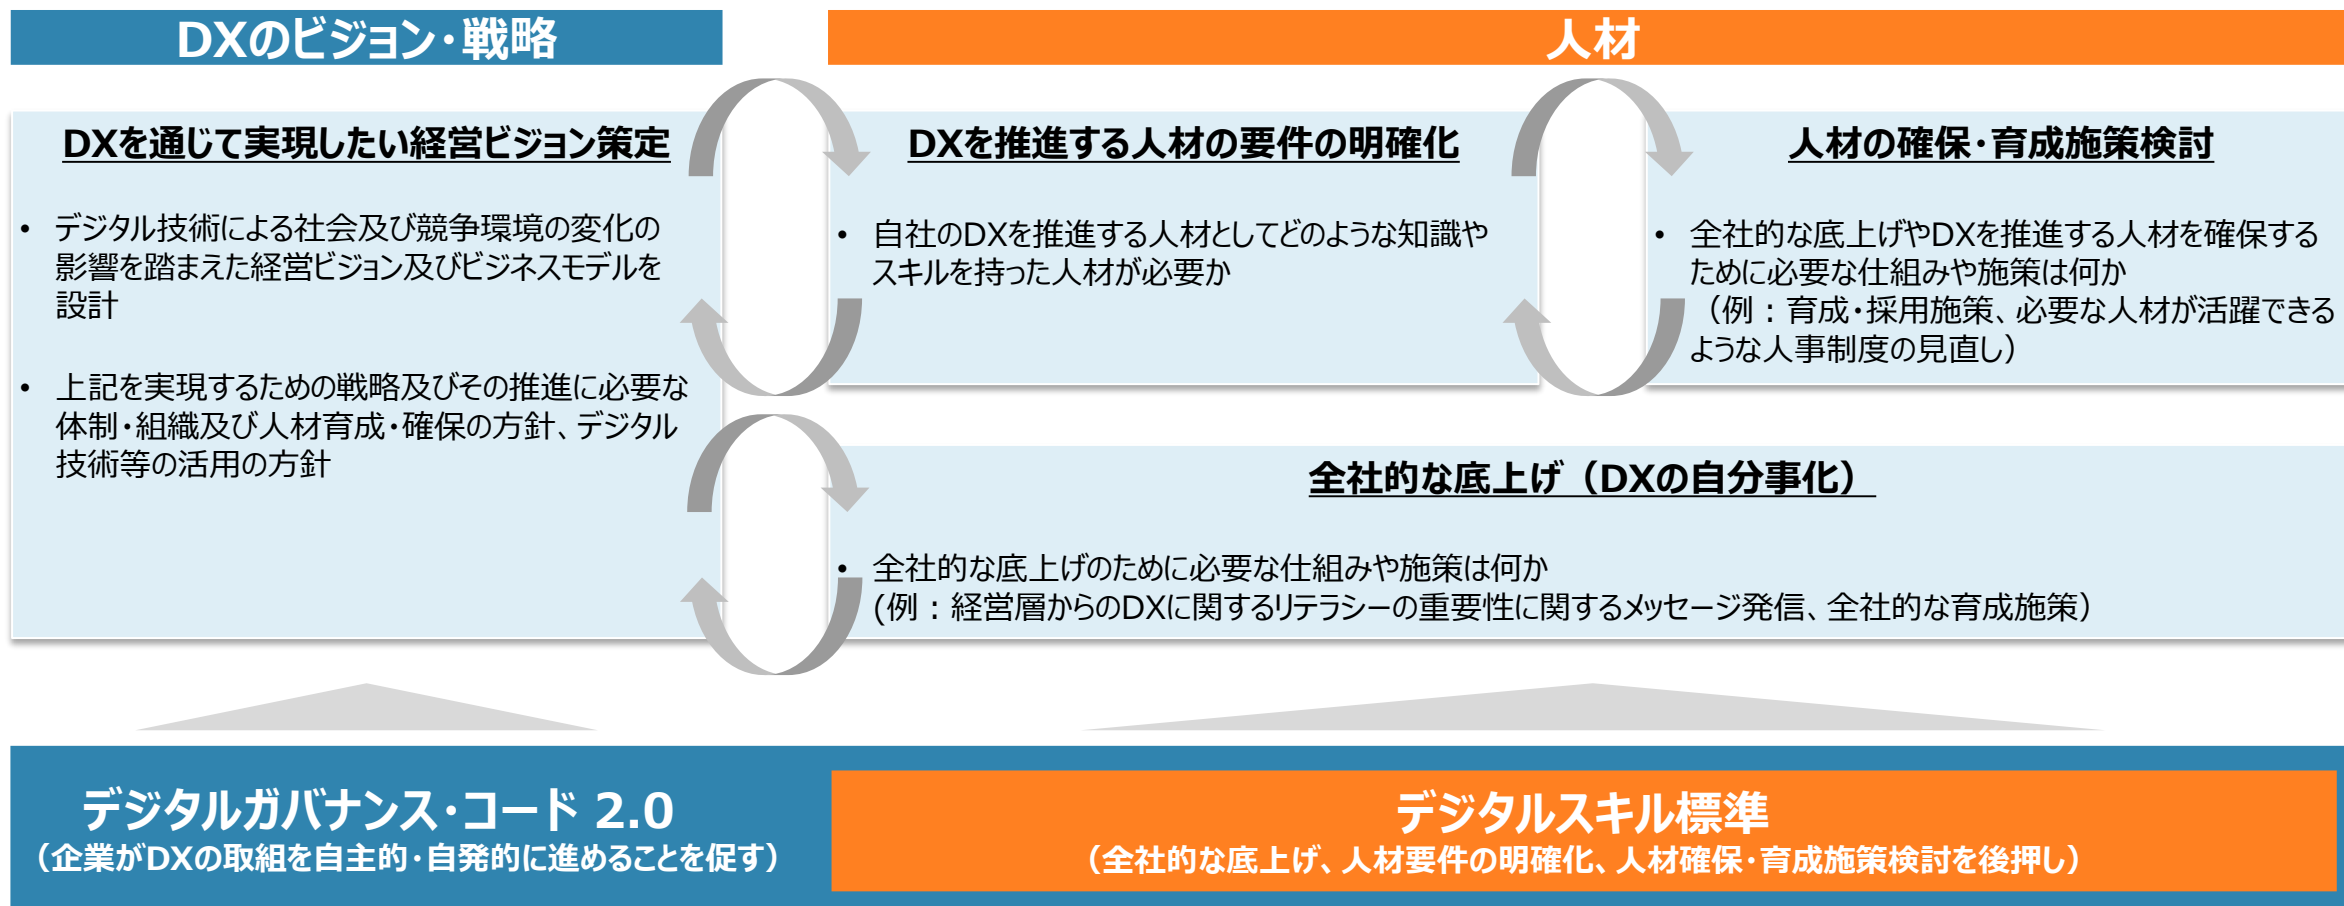 DXのビジョン・戦略
人材
DXを通じて実現したい経営ビジョン策定
• デジタル技術による社会及び競争環境の変化の
影響を踏まえた経営ビジョン及びビジネスモデルを
設計
• 上記を実現するための戦略及びその推進に必要な
体制・組織及び人材育成・確保の方針、デジタル
技術等の活用の方針
DXを推進する人材の要件の明確化
• 自社のDXを推進する人材としてどのような知識や
スキルを持った人材が必要か
人材の確保・育成施策検討
• 全社的な底上げやDXを推進する人材を確保する
ために必要な仕組みや施策は何か
（例：育成・採用施策、必要な人材が活躍できる
ような人事制度の見直し）
全社的な底上げ（DXの自分事化）
• 全社的な底上げのために必要な仕組みや施策は何か
(例：経営層からのDXに関するリテラシーの重要性に関するメッセージ発信、全社的な育成施策）
デジタルガバナンス・コード 2.0
（企業がDXの取組を自主的・自発的に進めることを促す）
デジタルスキル標準
（全社的な底上げ、人材要件の明確化、人材確保・育成施策検討を後押し）